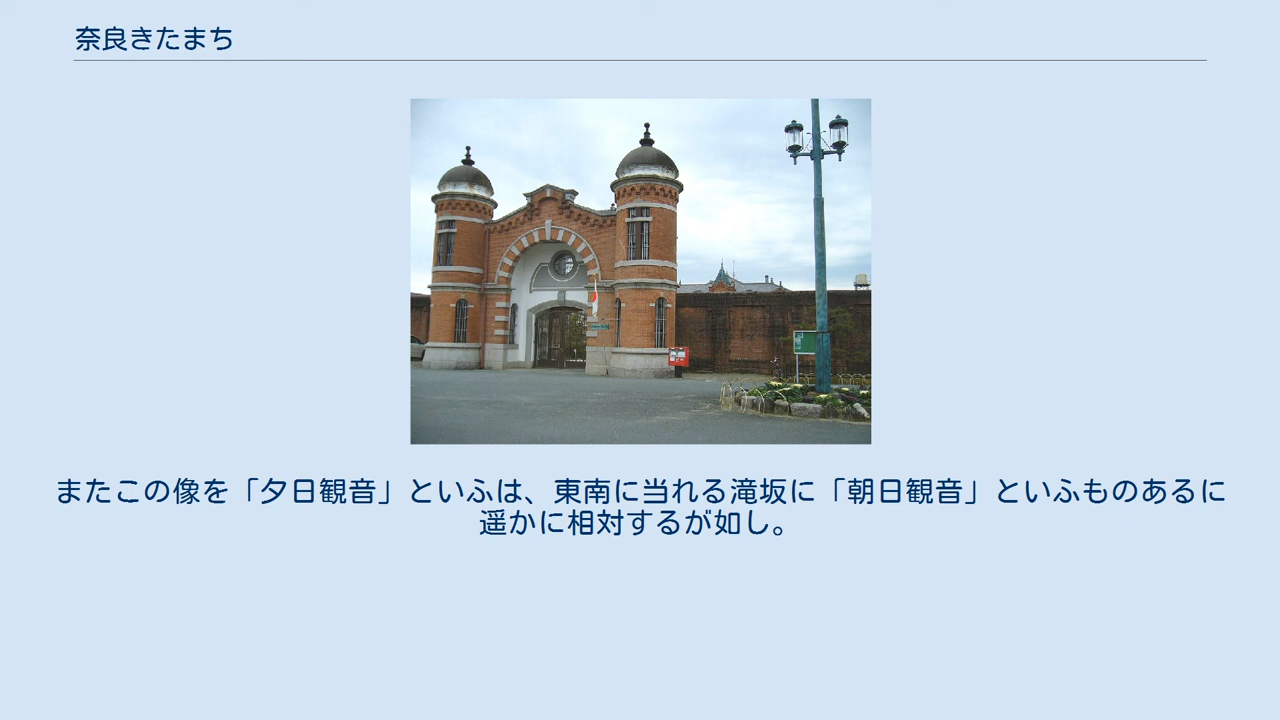 奈良きたまち
またこの像を「夕日観音」といふは、東南に当れる滝坂に「朝日観音」といふものあるに
遥かに相対するが如し。